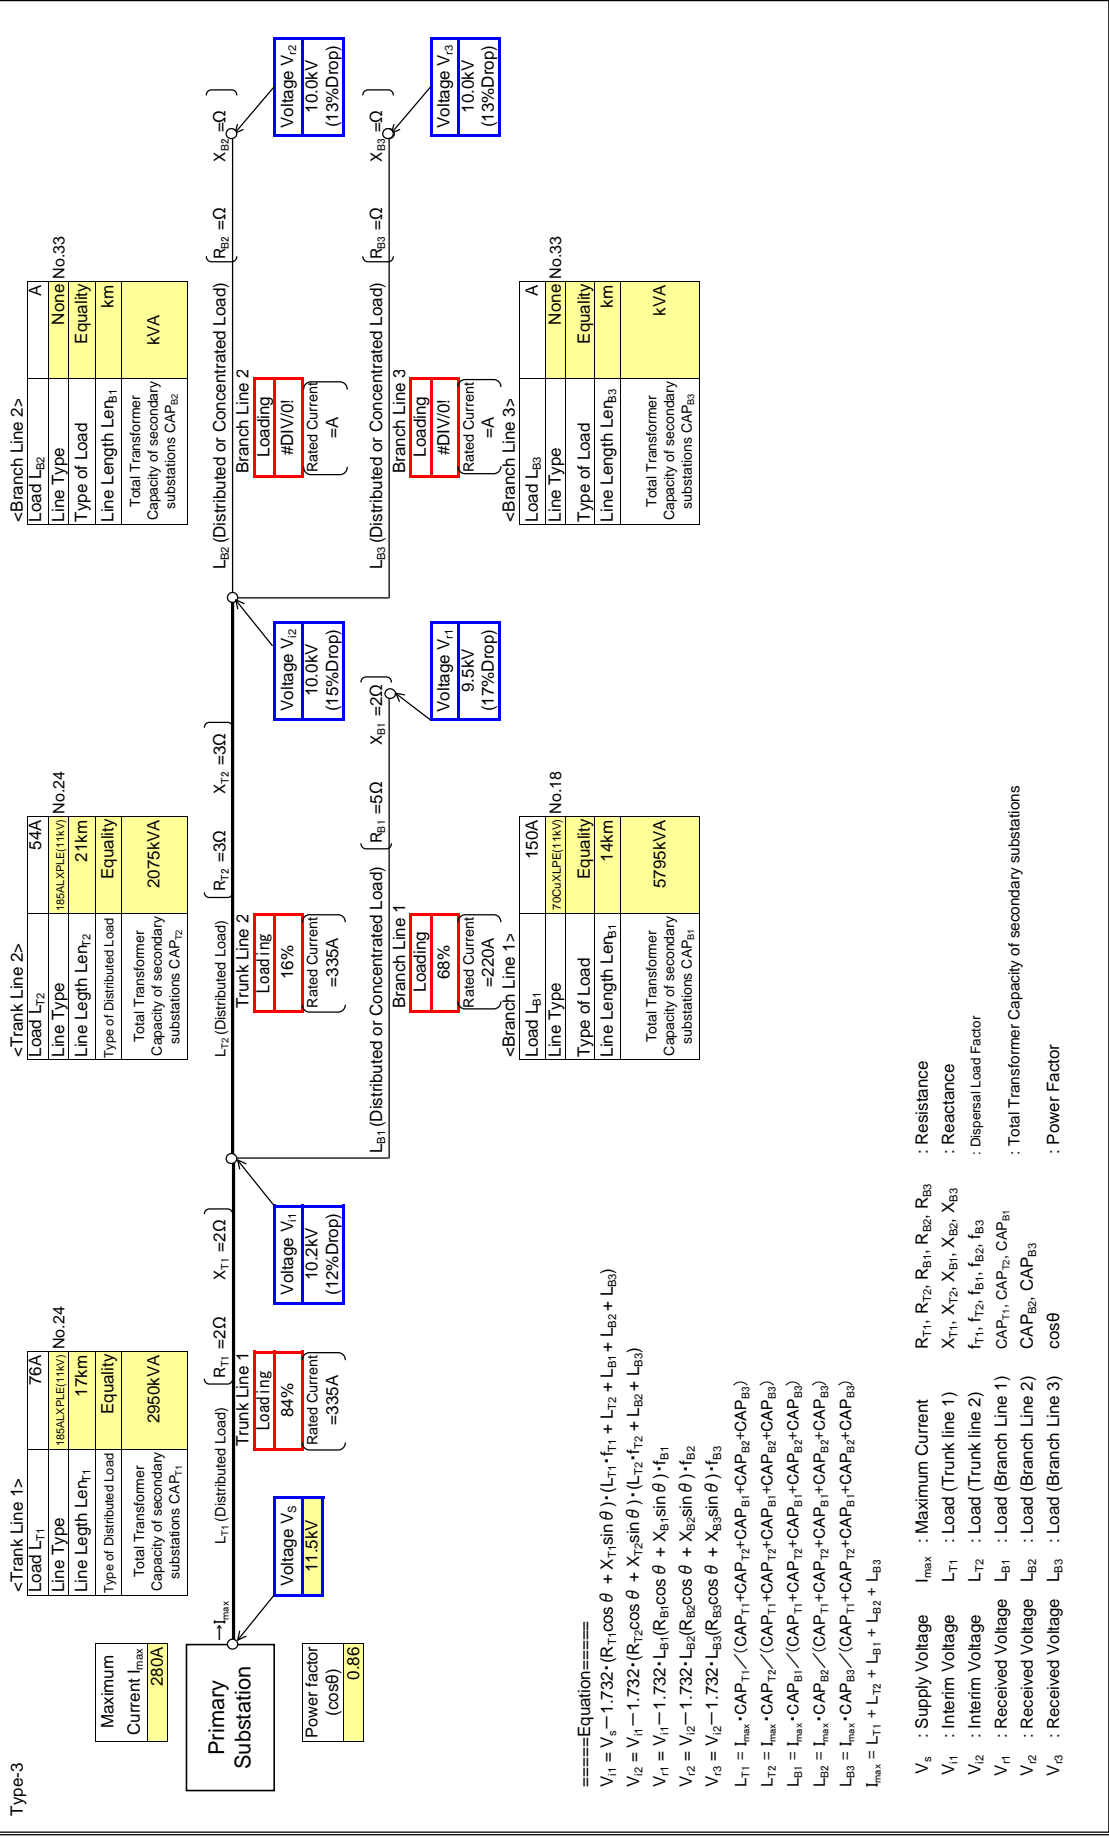 Type-3
Maximum
Current Imax
280A
Primary
Substation
Power factor
(cosθ)
0.86
→Imax
Voltage VS
11.5kV
<Trank Line 1>
Load LT1 76A
Line Type 185ALXPLE(11kV) No.24
Line Length LenT1 17km
Type of Distributed Load Equality
Total Transformer
Capacity of secondary
substations CAPT1
2950kVA
LT1 (Distributed Load) RT1 =2Ω XT1 =2Ω
Trunk Line 1
Loading
84%
Rated Current
=335A
Voltage Vi1
10.2kV
(12%Drop)
<Trank Line 2>
Load LT2 54A
Line Type 185ALXPLE(11kV) No.24
Line Legth LenT2 21km
Type of Distributed Load Equality
Total Transformer
Capacity of secondary
substations CAPT2
2075kVA
LT2 (Distributed Load) RT2 =3Ω XT2 =3Ω
Trunk Line 2
Loading
16%
Rated Current
=335A
Voltage Vi2
10.0kV
(15%Drop)
LB1 (Distributed or Concentrated Load) RB1 =5Ω XB1 =2Ω
Branch Line 1
Loading
68%
Rated Current
=220A
Voltage Vr1
9.5kV
(17%Drop)
<Branch Line 1>
Load LB1 150A
Line Type 70CuXLPE(11kV) No.18
Type of Load Equality
Line Length LenB1 14km
Total Transformer
Capacity of secondary
substations CAPB1
5795kVA
<Branch Line 2>
Load LB2 A
Line Type None No.33
Type of Load Equality
Line Length LenB1 km
Total Transformer
Capacity of secondary
substations CAPB2
kVA
LB2 (Distributed or Concentrated Load) RB2 =Ω XB2 =Ω
Branch Line 2
Loading
#DIV/0!
Rated Current
=A
Voltage Vr2
10.0kV
(13%Drop)
LB3 (Distributed or Concentrated Load) RB3 =Ω XB3 =Ω
Branch Line 3
Loading
#DIV/0!
Rated Current
=A
Voltage Vr3
10.0kV
(13%Drop)
<Branch Line 3>
Load LB3 A
Line Type None No.33
Type of Load Equality
Line Length LenB3 km
Total Transformer
Capacity of secondary
substations CAPB3
kVA
=====Equation=====
Vi1 = VS−1.732・(RT1cos θ + XT1sin θ)・(LT1・fT1 + LT2 + LB1 + LB2 + LB3)
Vi2 = Vi1−1.732・(RT2cos θ + XT2sin θ)・(LT2・fT2 + LB2 + LB3)
Vr1 = Vi1−1.732・LB1(RB1cos θ + XB1sin θ)・fB1
Vr2 = Vi2−1.732・LB2(RB2cos θ + XB2sin θ)・fB2
Vr3 = Vi2−1.732・LB3(RB3cos θ + XB3sin θ)・fB3
LT1 = Imax・CAPT1／(CAPT1+CAPT2+CAPB1+CAPB2+CAPB3)
LT2 = Imax・CAPT2／(CAPT1+CAPT2+CAPB1+CAPB2+CAPB3)
LB1 = Imax・CAPB1／(CAPT1+CAPT2+CAPB1+CAPB2+CAPB3)
LB2 = Imax・CAPB2／(CAPT1+CAPT2+CAPB1+CAPB2+CAPB3)
LB3 = Imax・CAPB3／(CAPT1+CAPT2+CAPB1+CAPB2+CAPB3)
Imax = LT1 + LT2 + LB1 + LB2 + LB3
Vs : Supply Voltage Imax : Maximum Current RT1, RT2, RB1, RB2, RB3 : Resistance
Vi1 : Interim Voltage LT1 : Load (Trunk line 1) XT1, XT2, XB1, XB2, XB3 : Reactance
Vi2 : Interim Voltage LT2 : Load (Trunk line 2) fT1, fT2, fB1, fB2, fB3 : Dispersal Load Factor
Vr1 : Received Voltage LB1 : Load (Branch Line 1) CAPT1, CAPT2, CAPB1 : Total Transformer Capacity of secondary substations
Vr2 : Received Voltage LB2 : Load (Branch Line 2) CAPB2, CAPB3
Vr3 : Received Voltage LB3 : Load (Branch Line 3) cosθ : Power Factor